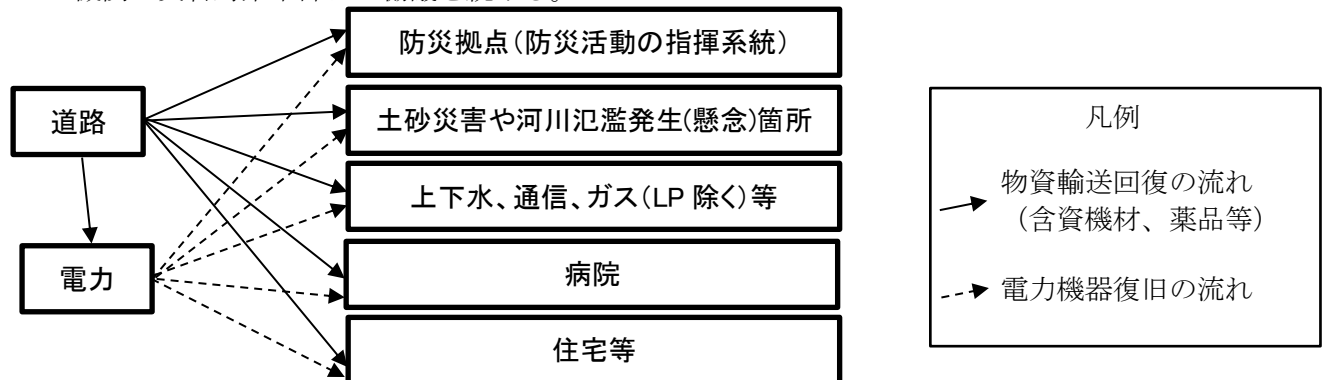 防災拠点(防災活動の指揮系統)
道路
土砂災害や河川氾濫発生(懸念)箇所
上下水、通信、ガス(LP 除く)等
電力
病院
住宅等
凡例
物資輸送回復の流れ
(含資機材、薬品等)
電力機器復旧の流れ